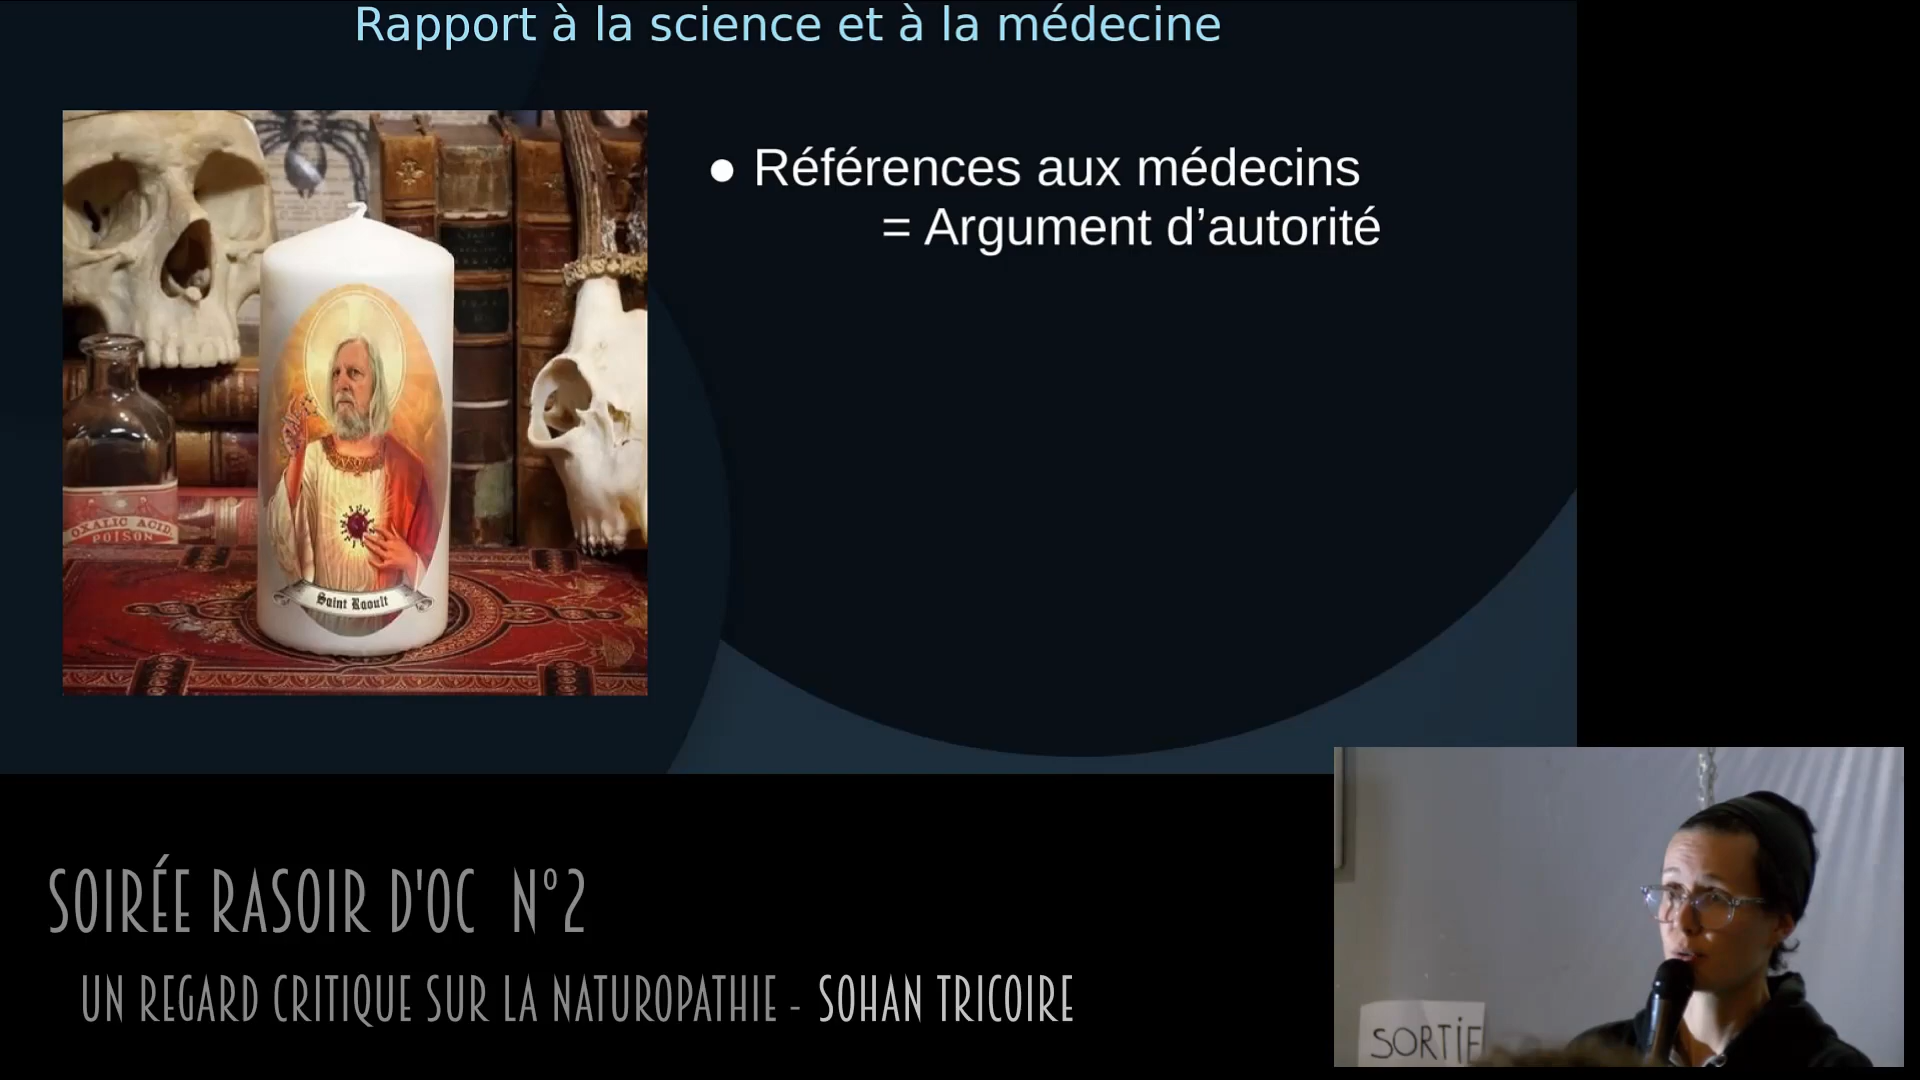 Rapport à la science et à la médecine
● Références aux médecins
= Argument d’autorité
OXALIC ACID
POISON
Saint Raoult
SOIRÉE RASOIR D'OC N°2
UN REGARD CRITIQUE SUR LA NATUROPATHIE - SOHAN TRICOIRE
SORTIE